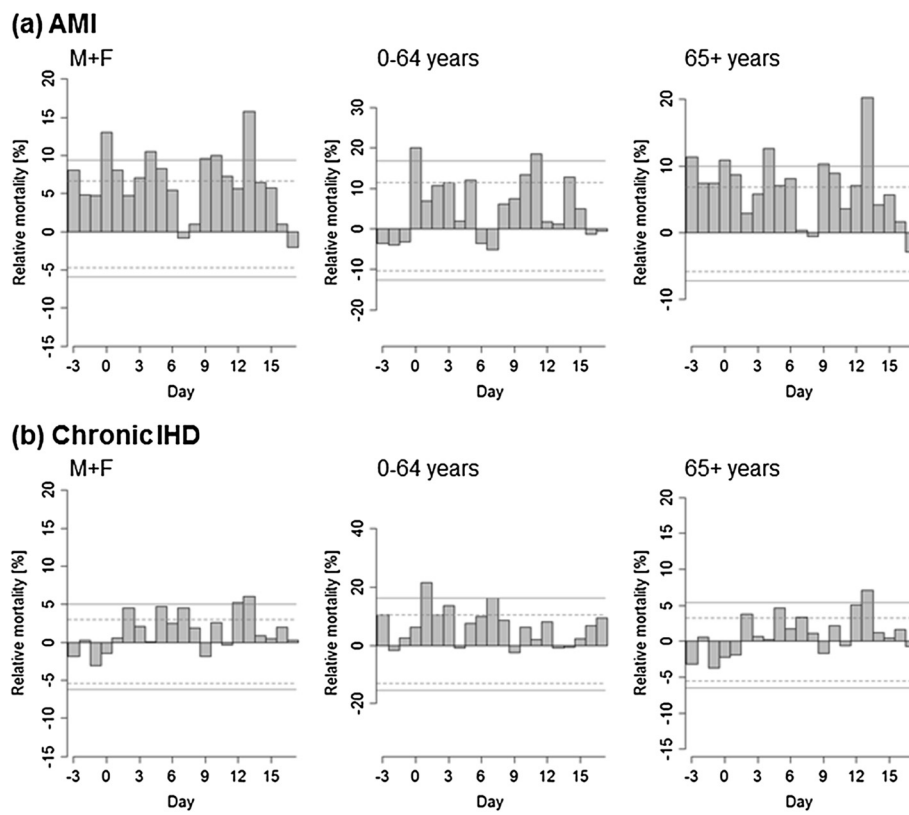 (a) AMI
M+F
0-64 years
65+ years
Relative mortality [%]
20
15
10
5
0
-5
-10
-15
-3 0 3 6 9 12 15
Day
Relative mortality [%]
30
20
10
0
-10
-20
-3 0 3 6 9 12 15
Day
Relative mortality [%]
20
10
0
-10
-3 0 3 6 9 12 15
Day
(b) Chronic IHD
M+F
0-64 years
65+ years
Relative mortality [%]
20
15
10
5
0
-5
-10
-15
-3 0 3 6 9 12 15
Day
Relative mortality [%]
40
20
0
-20
-3 0 3 6 9 12 15
Day
Relative mortality [%]
20
15
10
5
0
-5
-10
-15
-3 0 3 6 9 12 15
Day